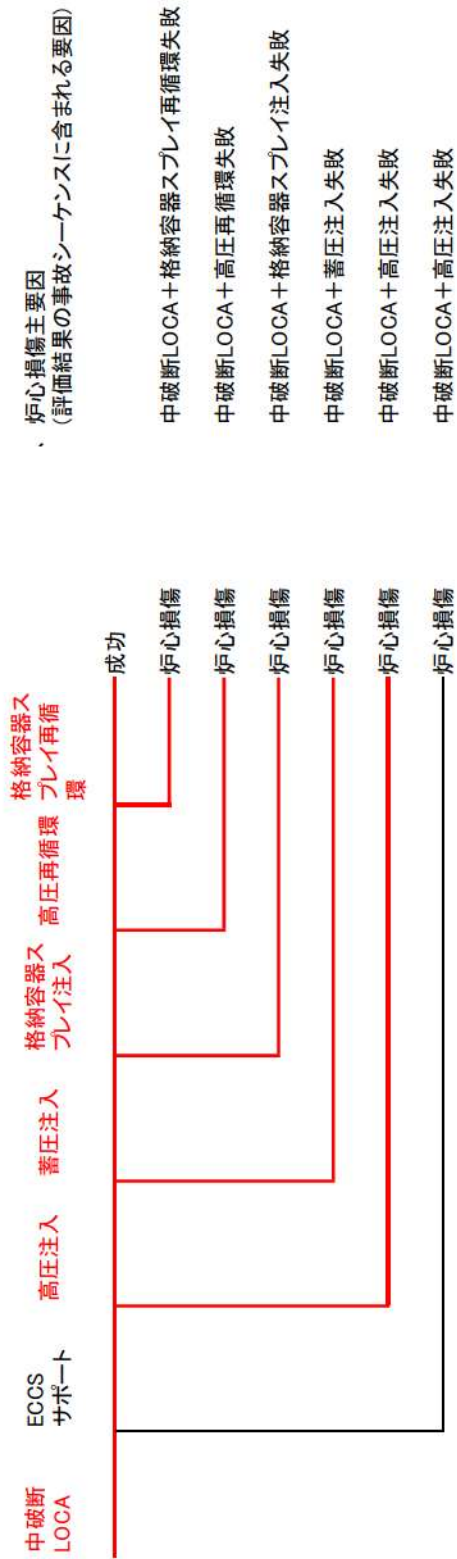 中破断
LOCA
ECCS
サポート
高圧注入
蓄圧注入
格納容器ス
プレイ注入
高圧再循環
格納容器ス
プレイ再循
環
、 炉心損傷主要因
（評価結果の事故シーケンスに含まれる要因）
成功
炉心損傷
中破断LOCA＋格納容器スプレイ再循環失敗
炉心損傷
中破断LOCA＋高圧再循環失敗
炉心損傷
中破断LOCA＋格納容器スプレイ注入失敗
炉心損傷
中破断LOCA＋蓄圧注入失敗
炉心損傷
中破断LOCA＋高圧注入失敗
炉心損傷
中破断LOCA＋高圧注入失敗